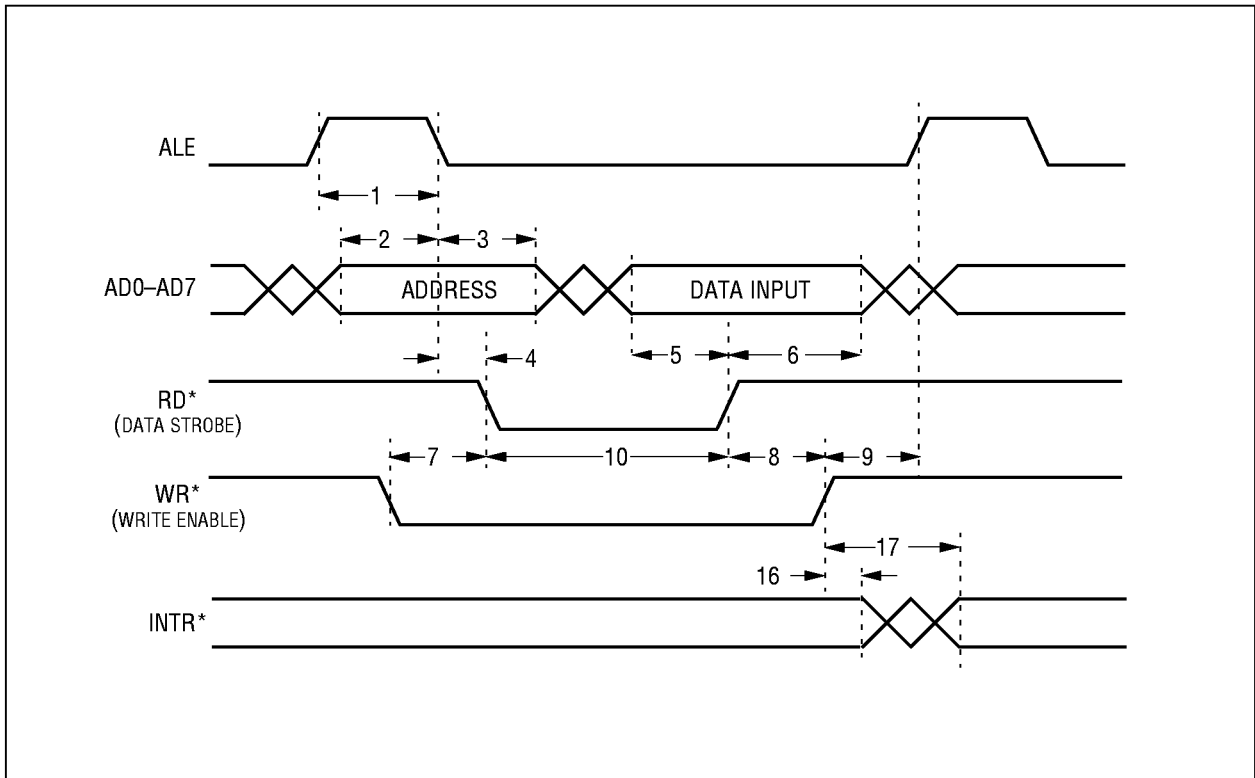 ALE
1
2
3
AD0–AD7
ADDRESS
DATA INPUT
4
5
6
RD*
(DATA STROBE)
7
10
8
9
WR*
(WRITE ENABLE)
17
16
INTR*